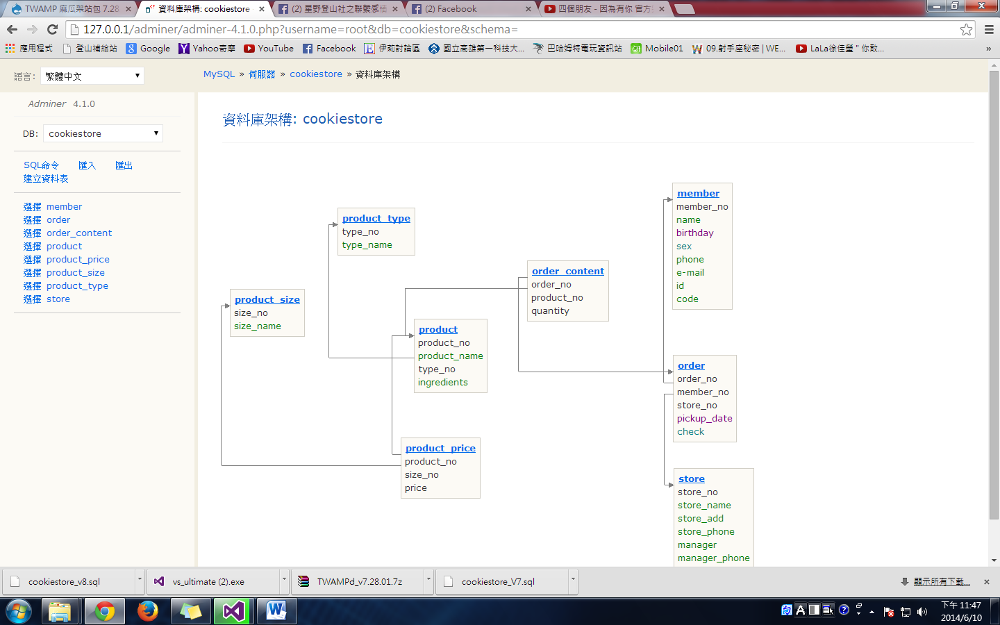 TWAMP 麻瓜架站包 7.28
資料庫架構: cookiestore
(2) 星野登山社之聯繫感情
(2) Facebook
四個朋友 - 因為有你 官方
127.0.0.1/adminer/adminer-4.1.0.php?username=root&db=cookiestore&schema=
應用程式 登山補給站 Google Yahoo奇摩 YouTube Facebook 伊莉討論區 國立高雄第一科技大... 巴哈姆特電玩資訊站 Mobile01 09.射手座秘密 | WE... LaLa徐佳瑩 " 你敢... »
語言: 繁體中文
MySQL » 伺服器 » cookiestore » 資料庫架構
Adminer 4.1.0
DB: cookiestore
SQL命令 匯入 匯出
建立資料表
選擇 member
選擇 order
選擇 order_content
選擇 product
選擇 product_price
選擇 product_size
選擇 product_type
選擇 store
資料庫架構: cookiestore
product_type
type_no
type_name
product_size
size_no
size_name
product
product_no
product_name
type_no
ingredients
product_price
product_no
size_no
price
order_content
order_no
product_no
quantity
member
member_no
name
birthday
sex
phone
e-mail
id
code
order
order_no
member_no
store_no
pickup_date
check
store
store_no
store_name
store_add
store_phone
manager
manager_phone
cookiestore_v8.sql
vs_ultimate (2).exe
TWAMPd_v7.28.01.7z
cookiestore_V7.sql
顯示所有下載...
下午 11:47
2014/6/10